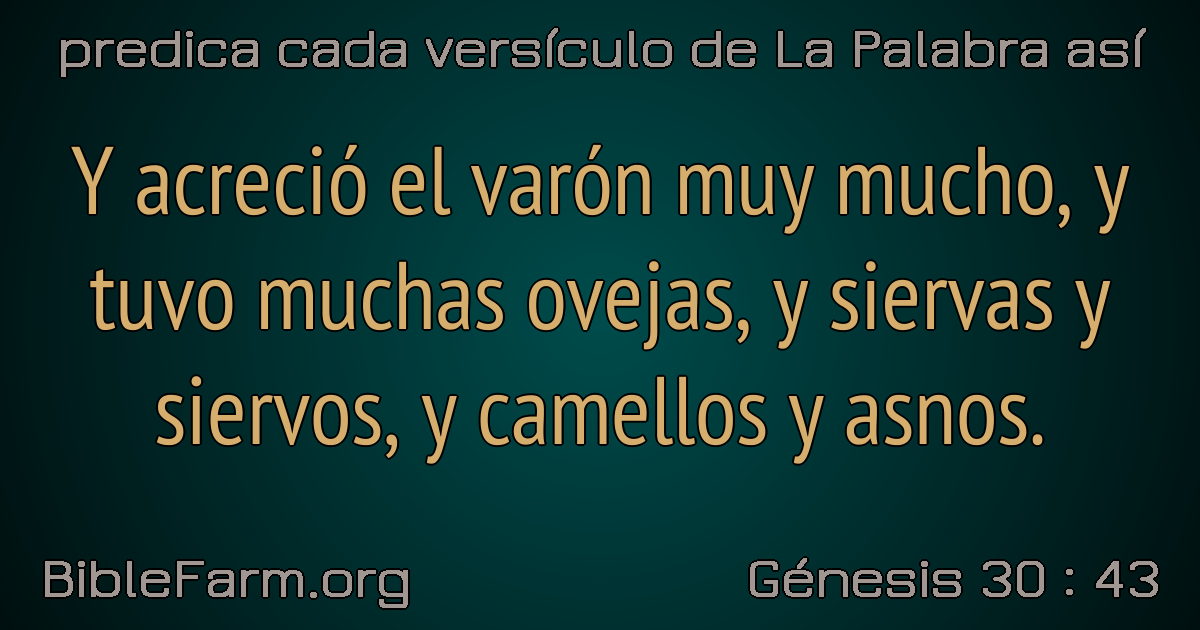 predica cada versículo de La Palabra así
Y acreció el varón muy mucho, y
tuvo muchas ovejas, y siervas y
siervos, y camellos y asnos.
BibleFarm.org
Génesis 30 : 43